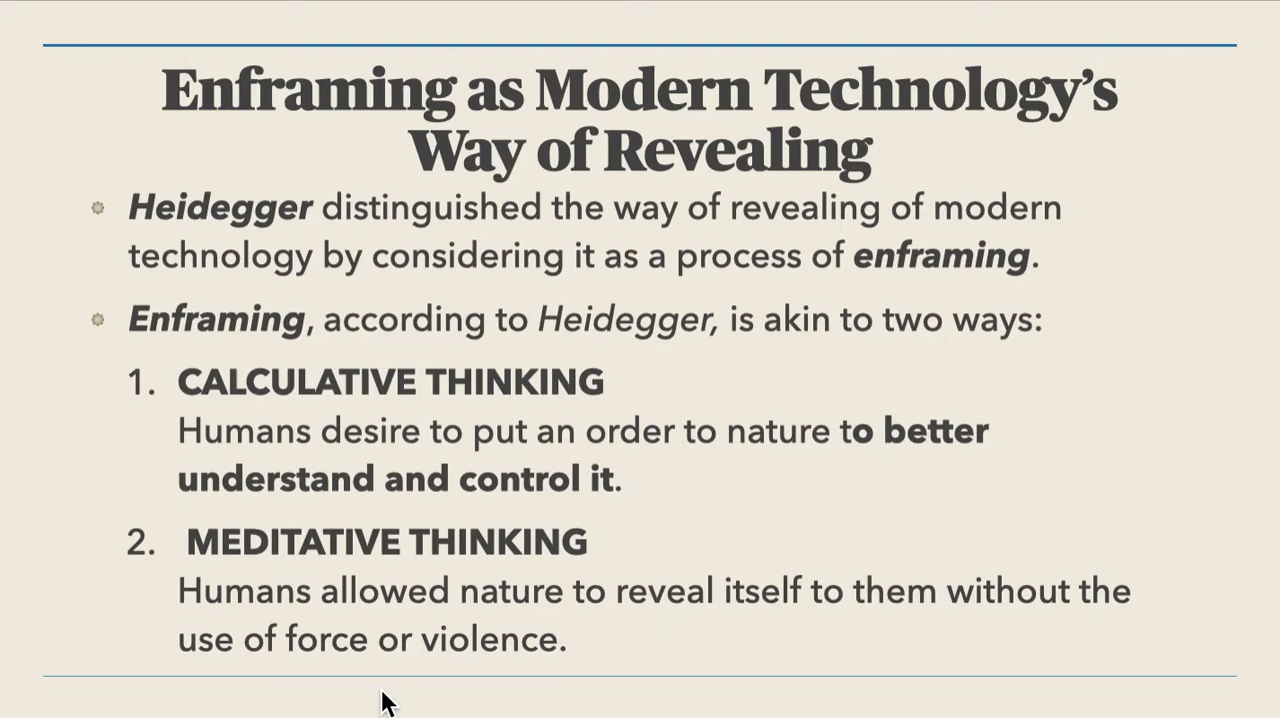 Enframing as Modern Technology’s
Way of Revealing
Heidegger distinguished the way of revealing of modern
technology by considering it as a process of enframing.
Enframing, according to Heidegger, is akin to two ways:
1. CALCULATIVE THINKING
Humans desire to put an order to nature to better
understand and control it.
2. MEDITATIVE THINKING
Humans allowed nature to reveal itself to them without the
use of force or violence.